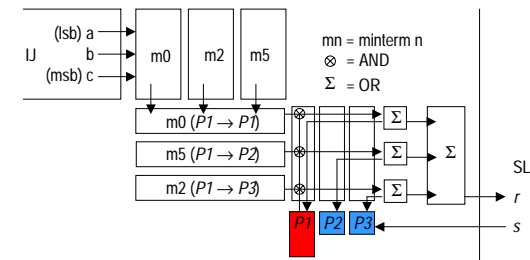 (lsb) a
IJ b
(msb) c
m0 m2 m5
mn = minterm n
⊗ = AND
Σ = OR
m0 (P1 → P1)
m5 (P1 → P2)
m2 (P1 → P3)
Σ
Σ
Σ
Σ
SL
r
s
P1 P2 P3